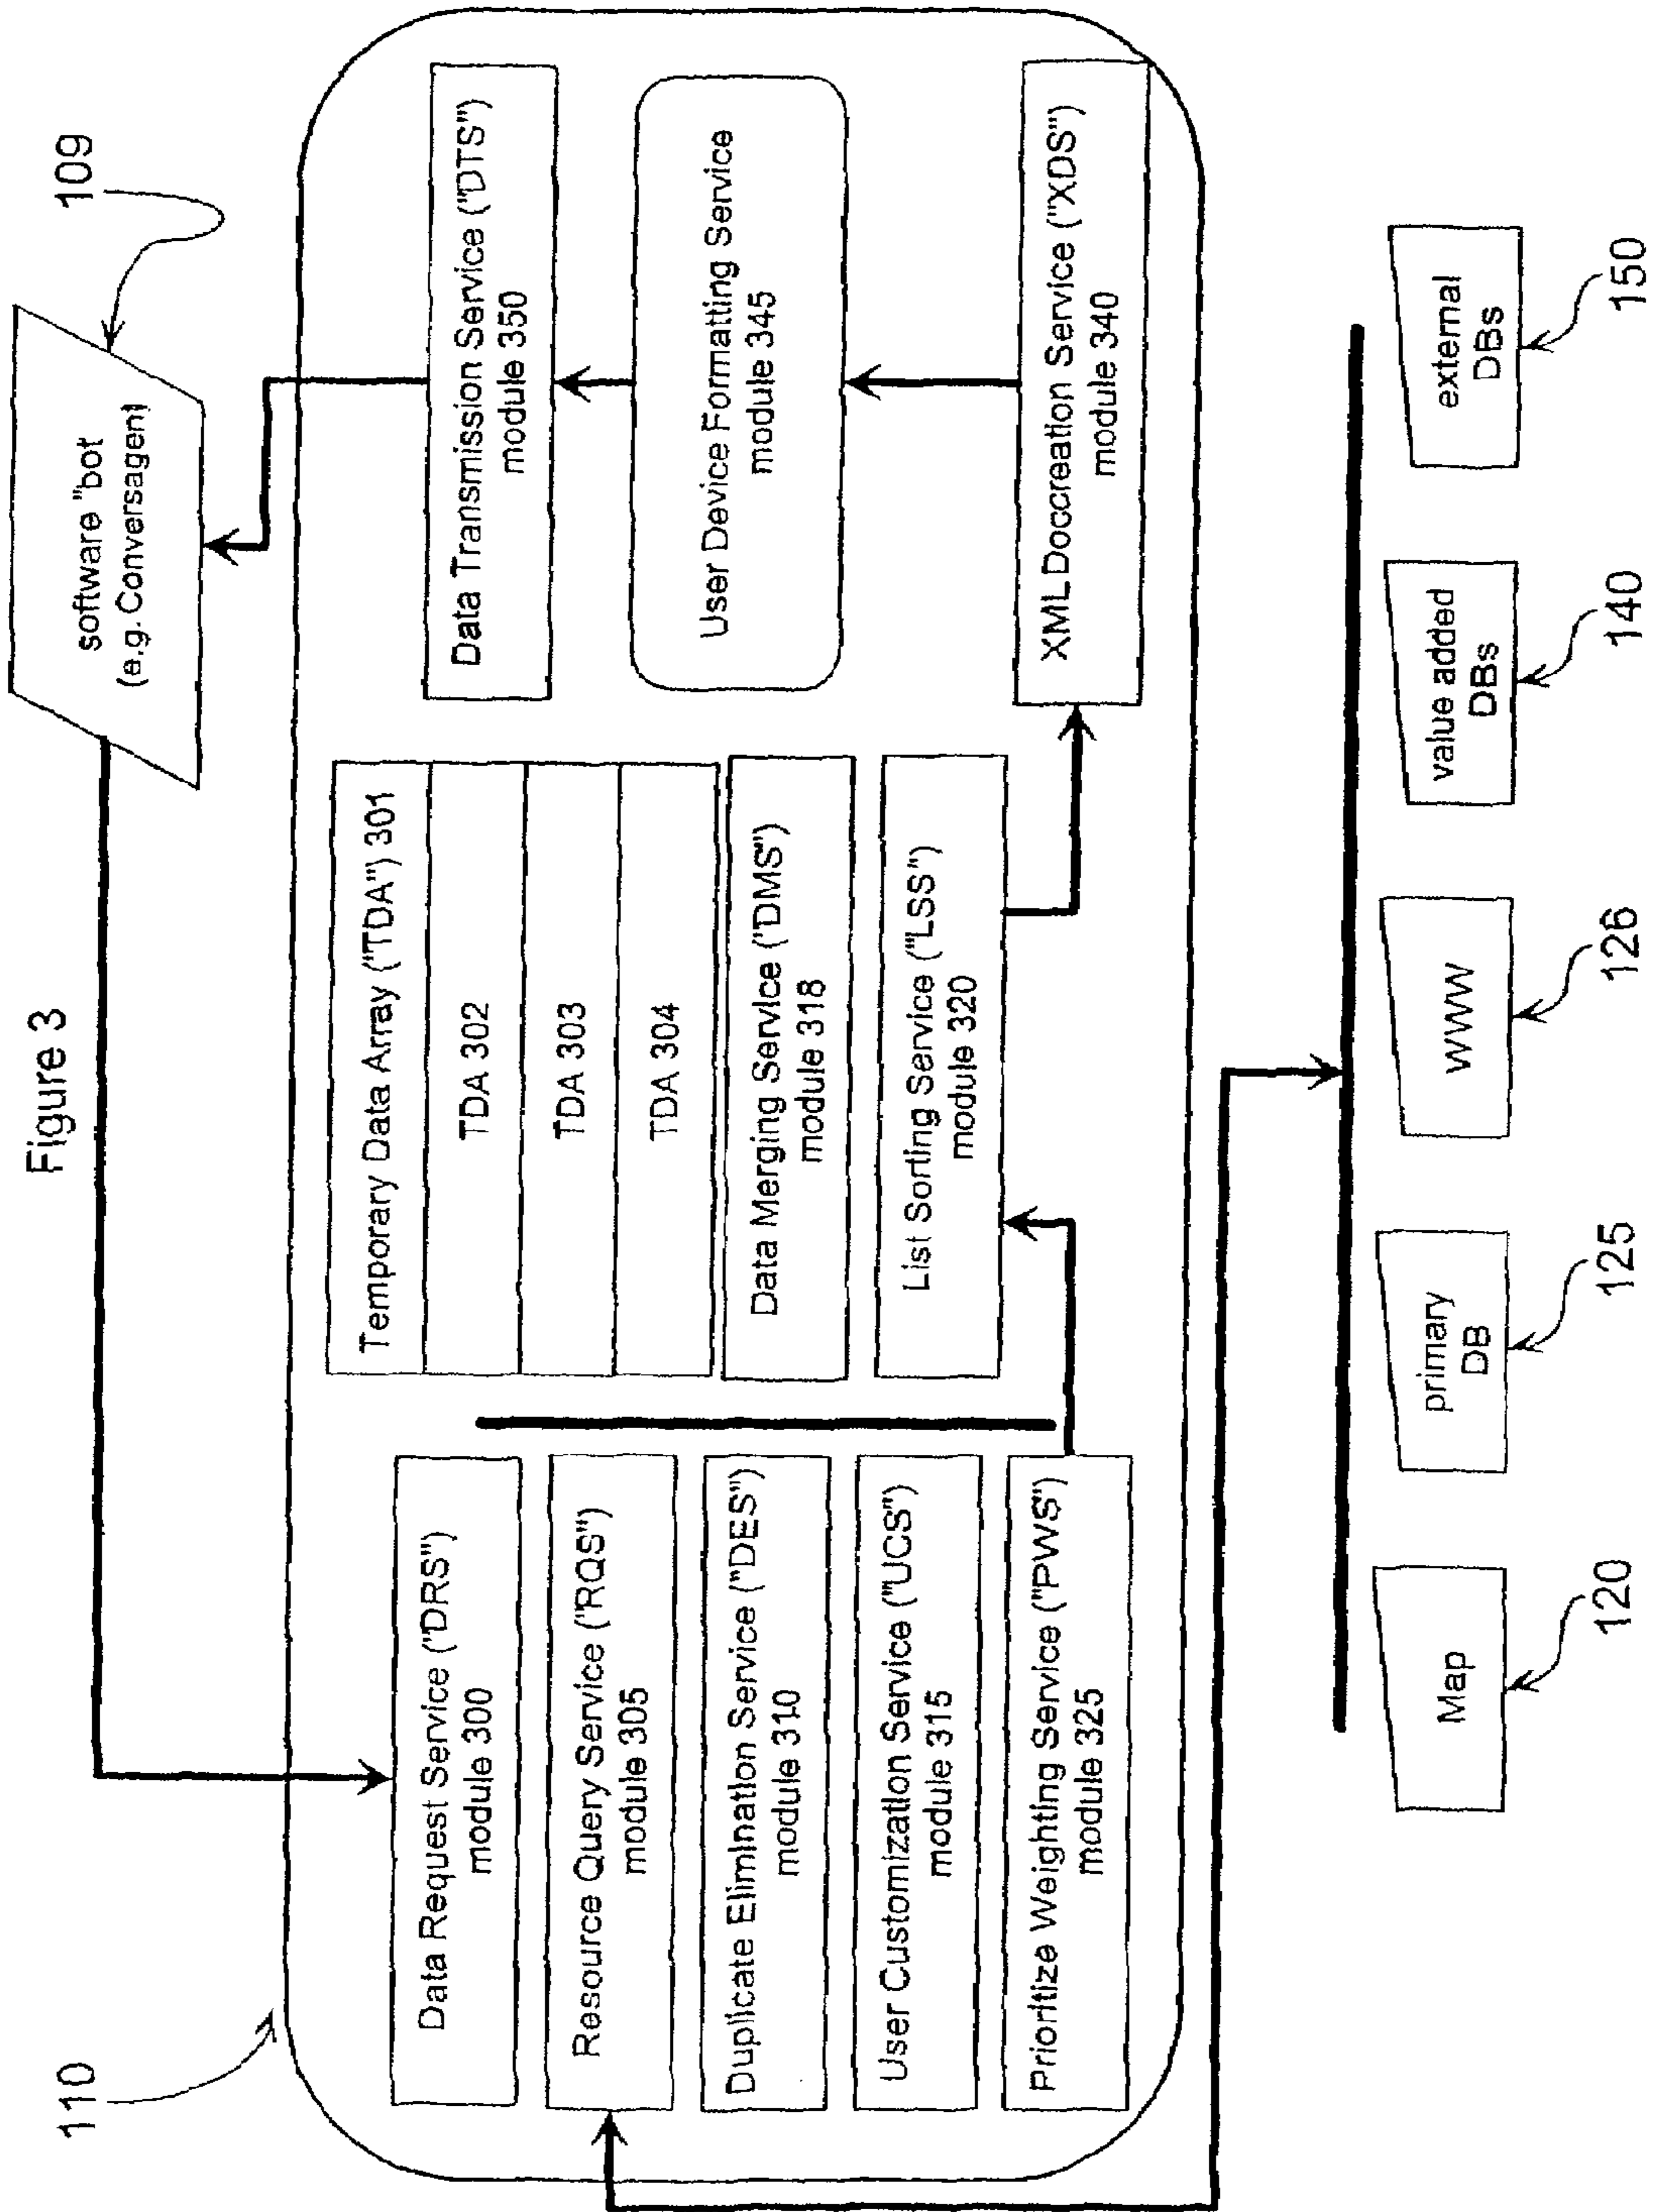 Figure 3
software "bot
(e.g. Conversagent)
109
110
Data Request Service ("DRS")
module 300
Resource Query Service ("RQS")
module 305
Duplicate Elimination Service ("DES")
module 310
User Customization Service ("UCS")
module 315
Prioritize Weighting Service ("PWS")
module 325
Temporary Data Array ("TDA") 301
TDA 302
TDA 303
TDA 304
Data Merging Service ("DMS")
module 318
List Sorting Service ("LSS")
module 320
Data Transmission Service ("DTS")
module 350
User Device Formatting Service
module 345
XMLDoccreation Service ("XDS")
module 340
Map
120
primary
DB
125
WWW
126
value added
DBs
140
external
DBs
150